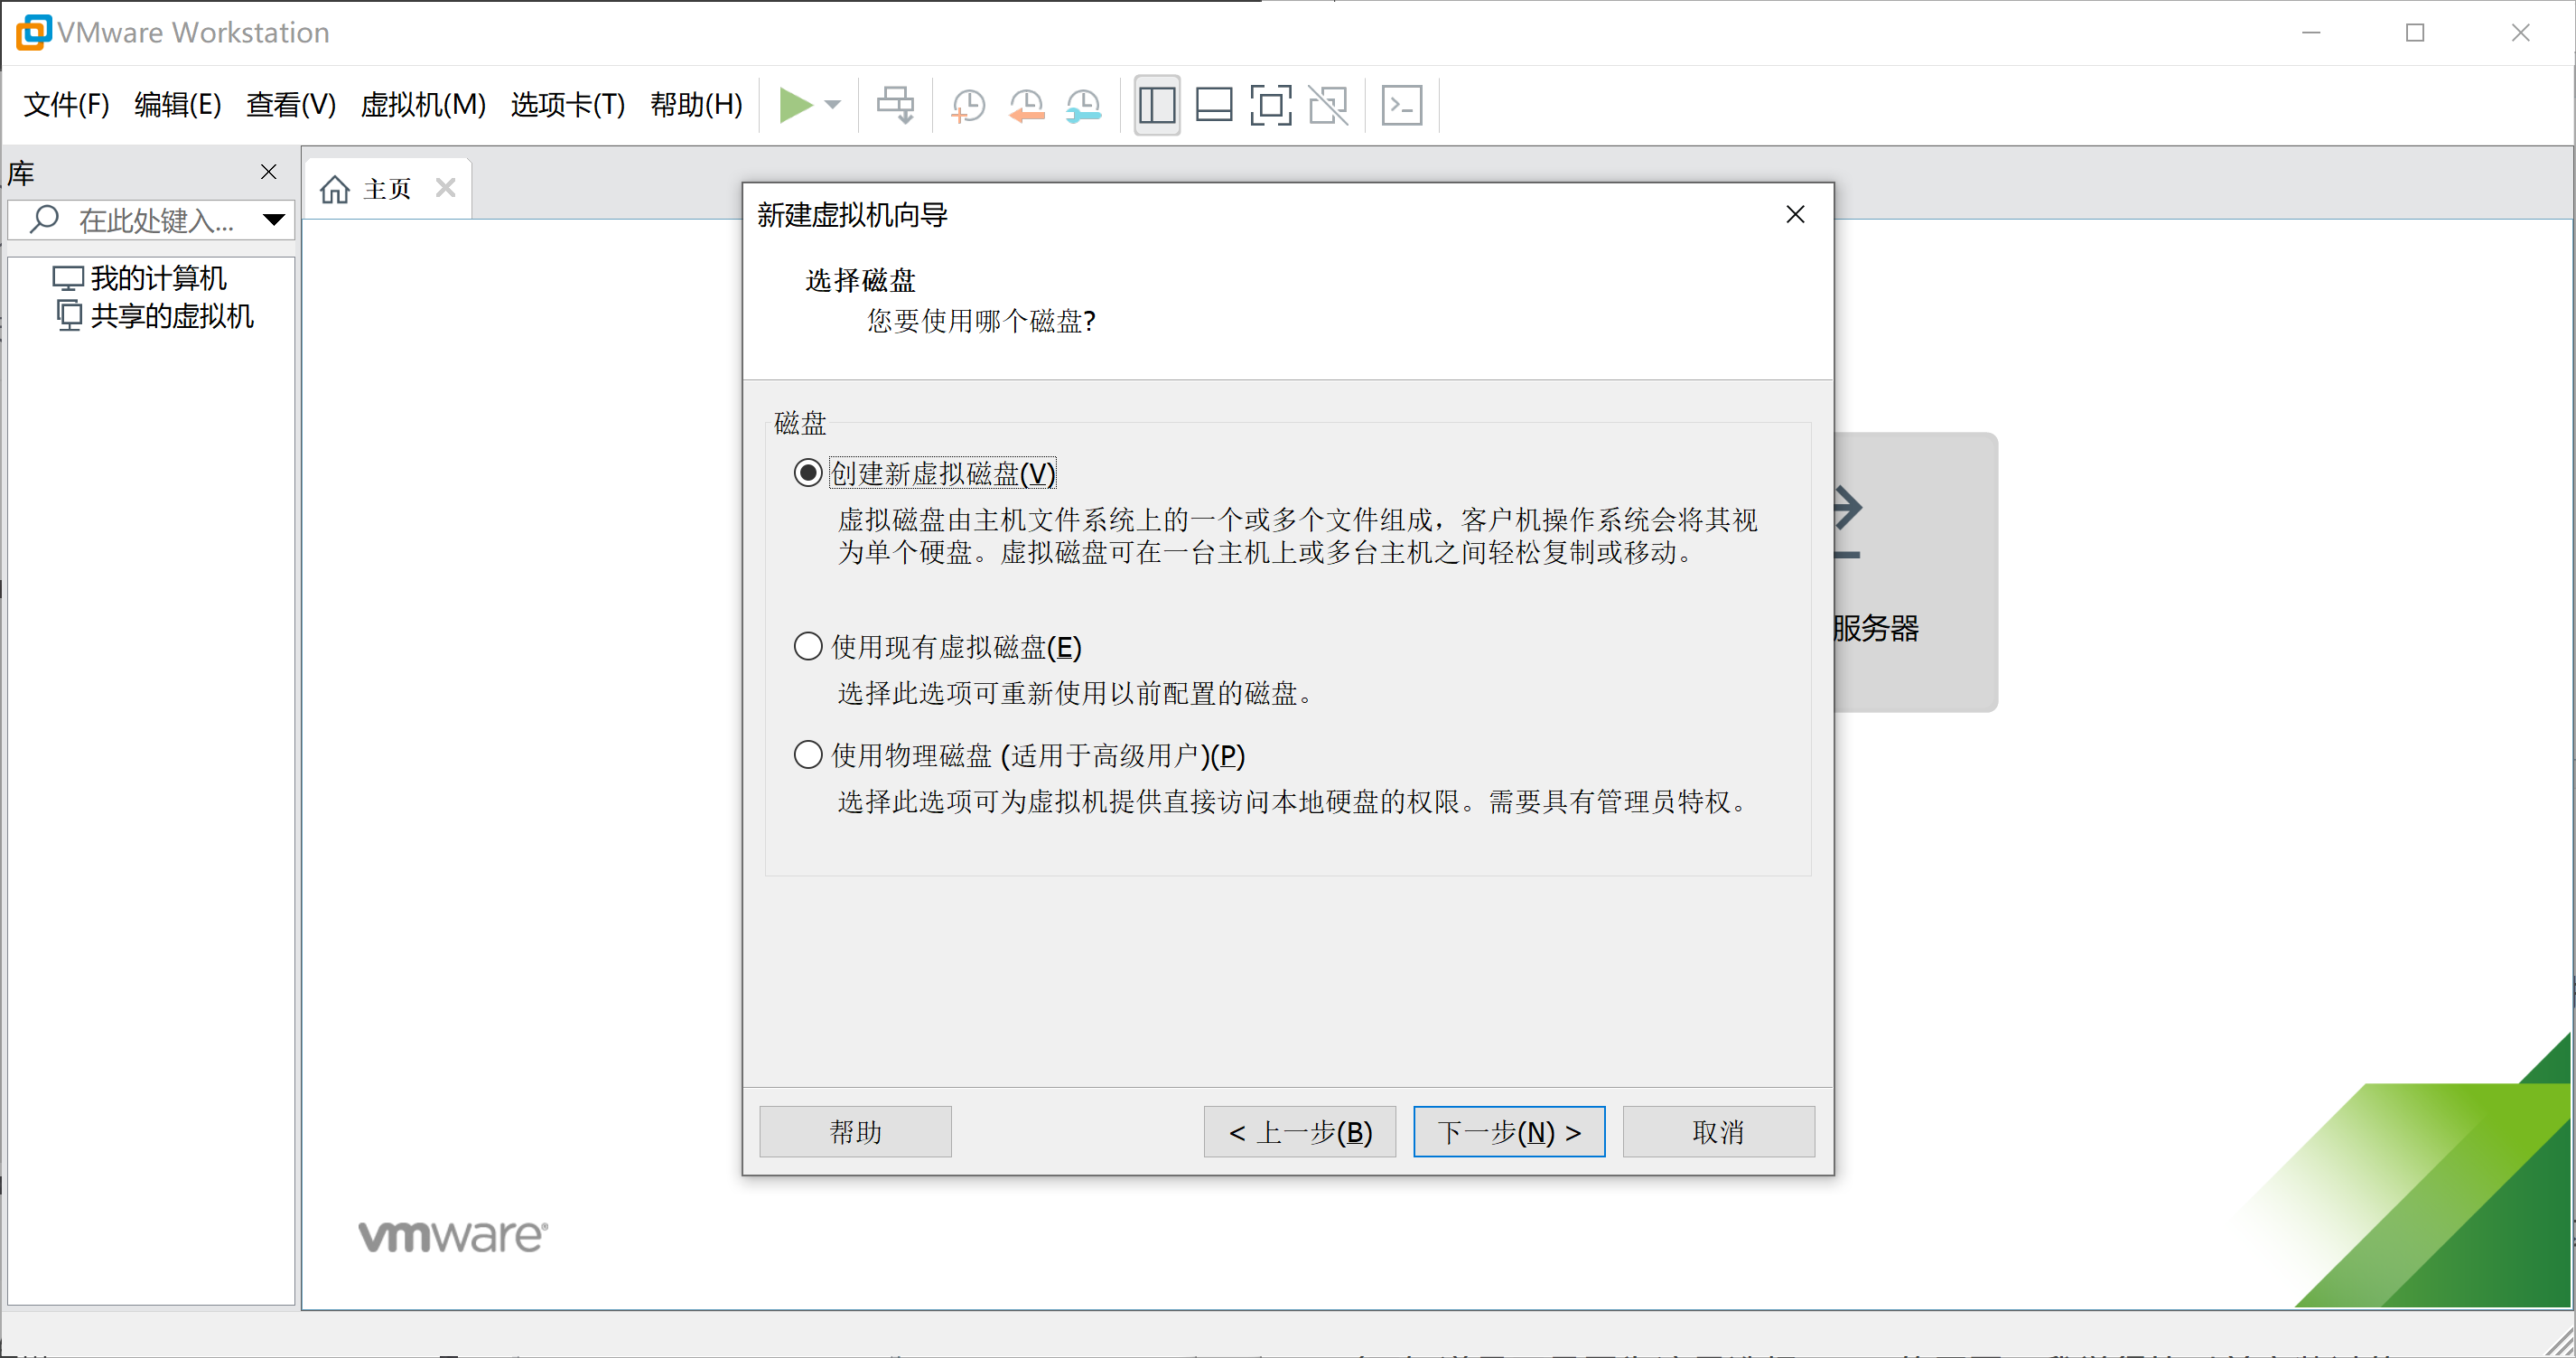 VMware Workstation
文件(F) 编辑(E) 查看(V) 虚拟机(M) 选项卡(T) 帮助(H)
库
在此处键入...
我的计算机
共享的虚拟机
主页
新建虚拟机向导
选择磁盘
您要使用哪个磁盘?
磁盘
创建新虚拟磁盘(V)
虚拟磁盘由主机文件系统上的一个或多个文件组成，客户机操作系统会将其视
为单个硬盘。虚拟磁盘可在一台主机上或多台主机之间轻松复制或移动。
使用现有虚拟磁盘(E)
选择此选项可重新使用以前配置的磁盘。
使用物理磁盘 (适用于高级用户)(P)
选择此选项可为虚拟机提供直接访问本地硬盘的权限。需要具有管理员特权。
服务器
帮助 < 上一步(B) 下一步(N) > 取消
vmware